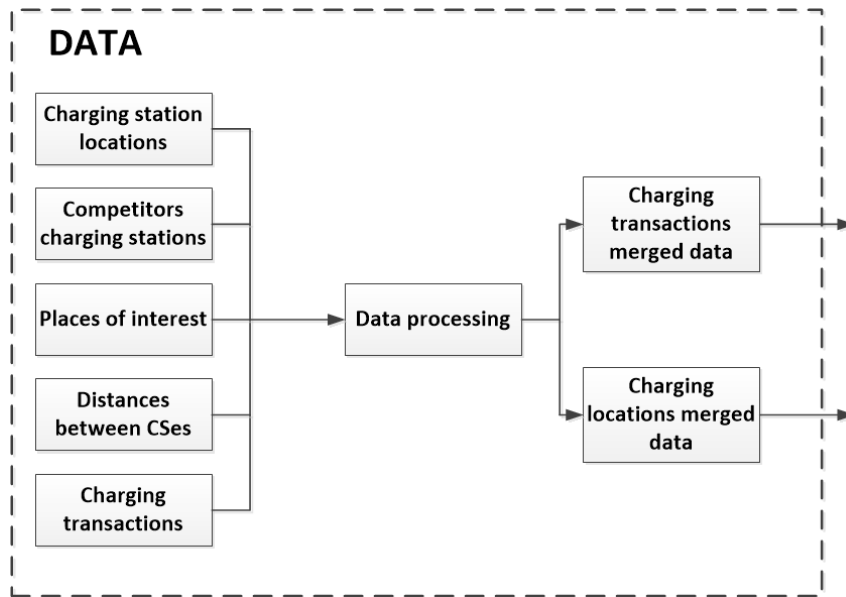 DATA
Charging station
locations
Competitors
charging stations
Places of interest
Distances
between CSes
Charging
transactions
Data processing
Charging
transactions
merged data
Charging
locations merged
data